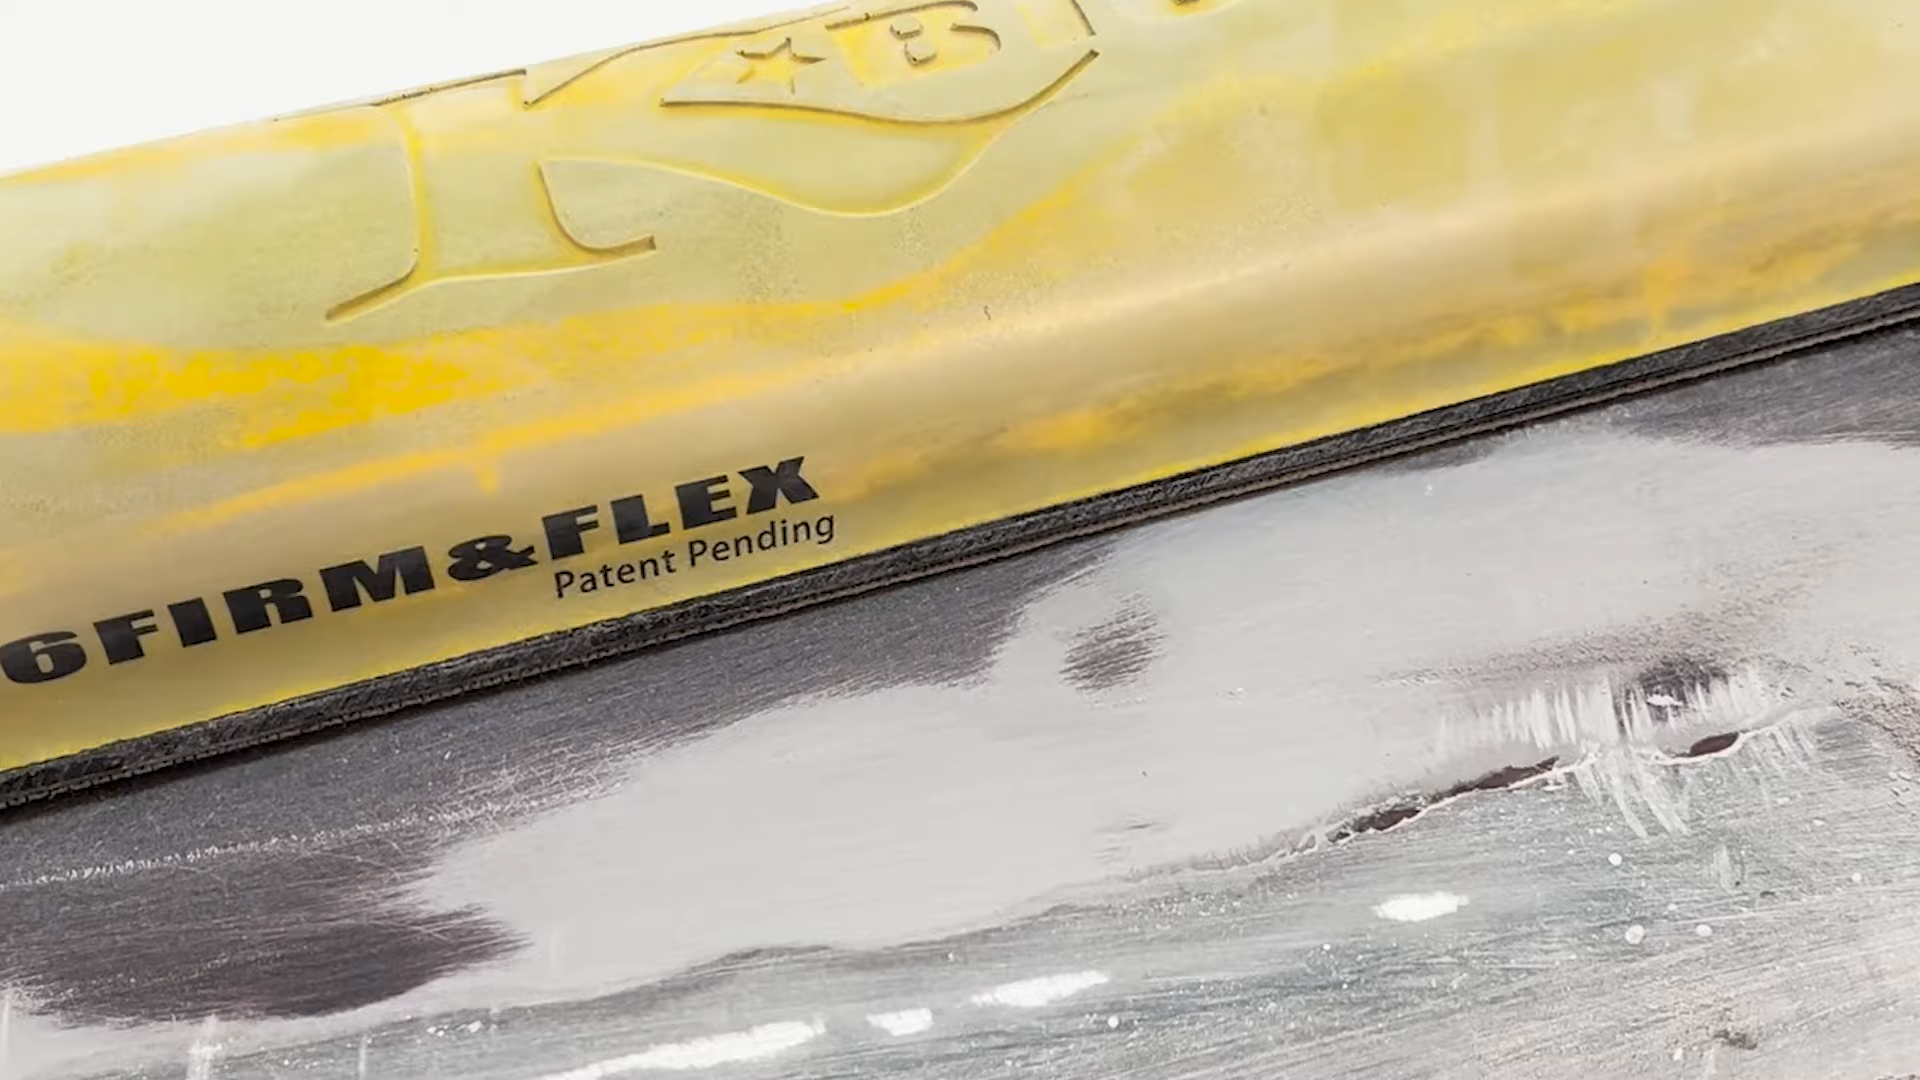 K★B
6FIRM&FLEX
Patent Pending